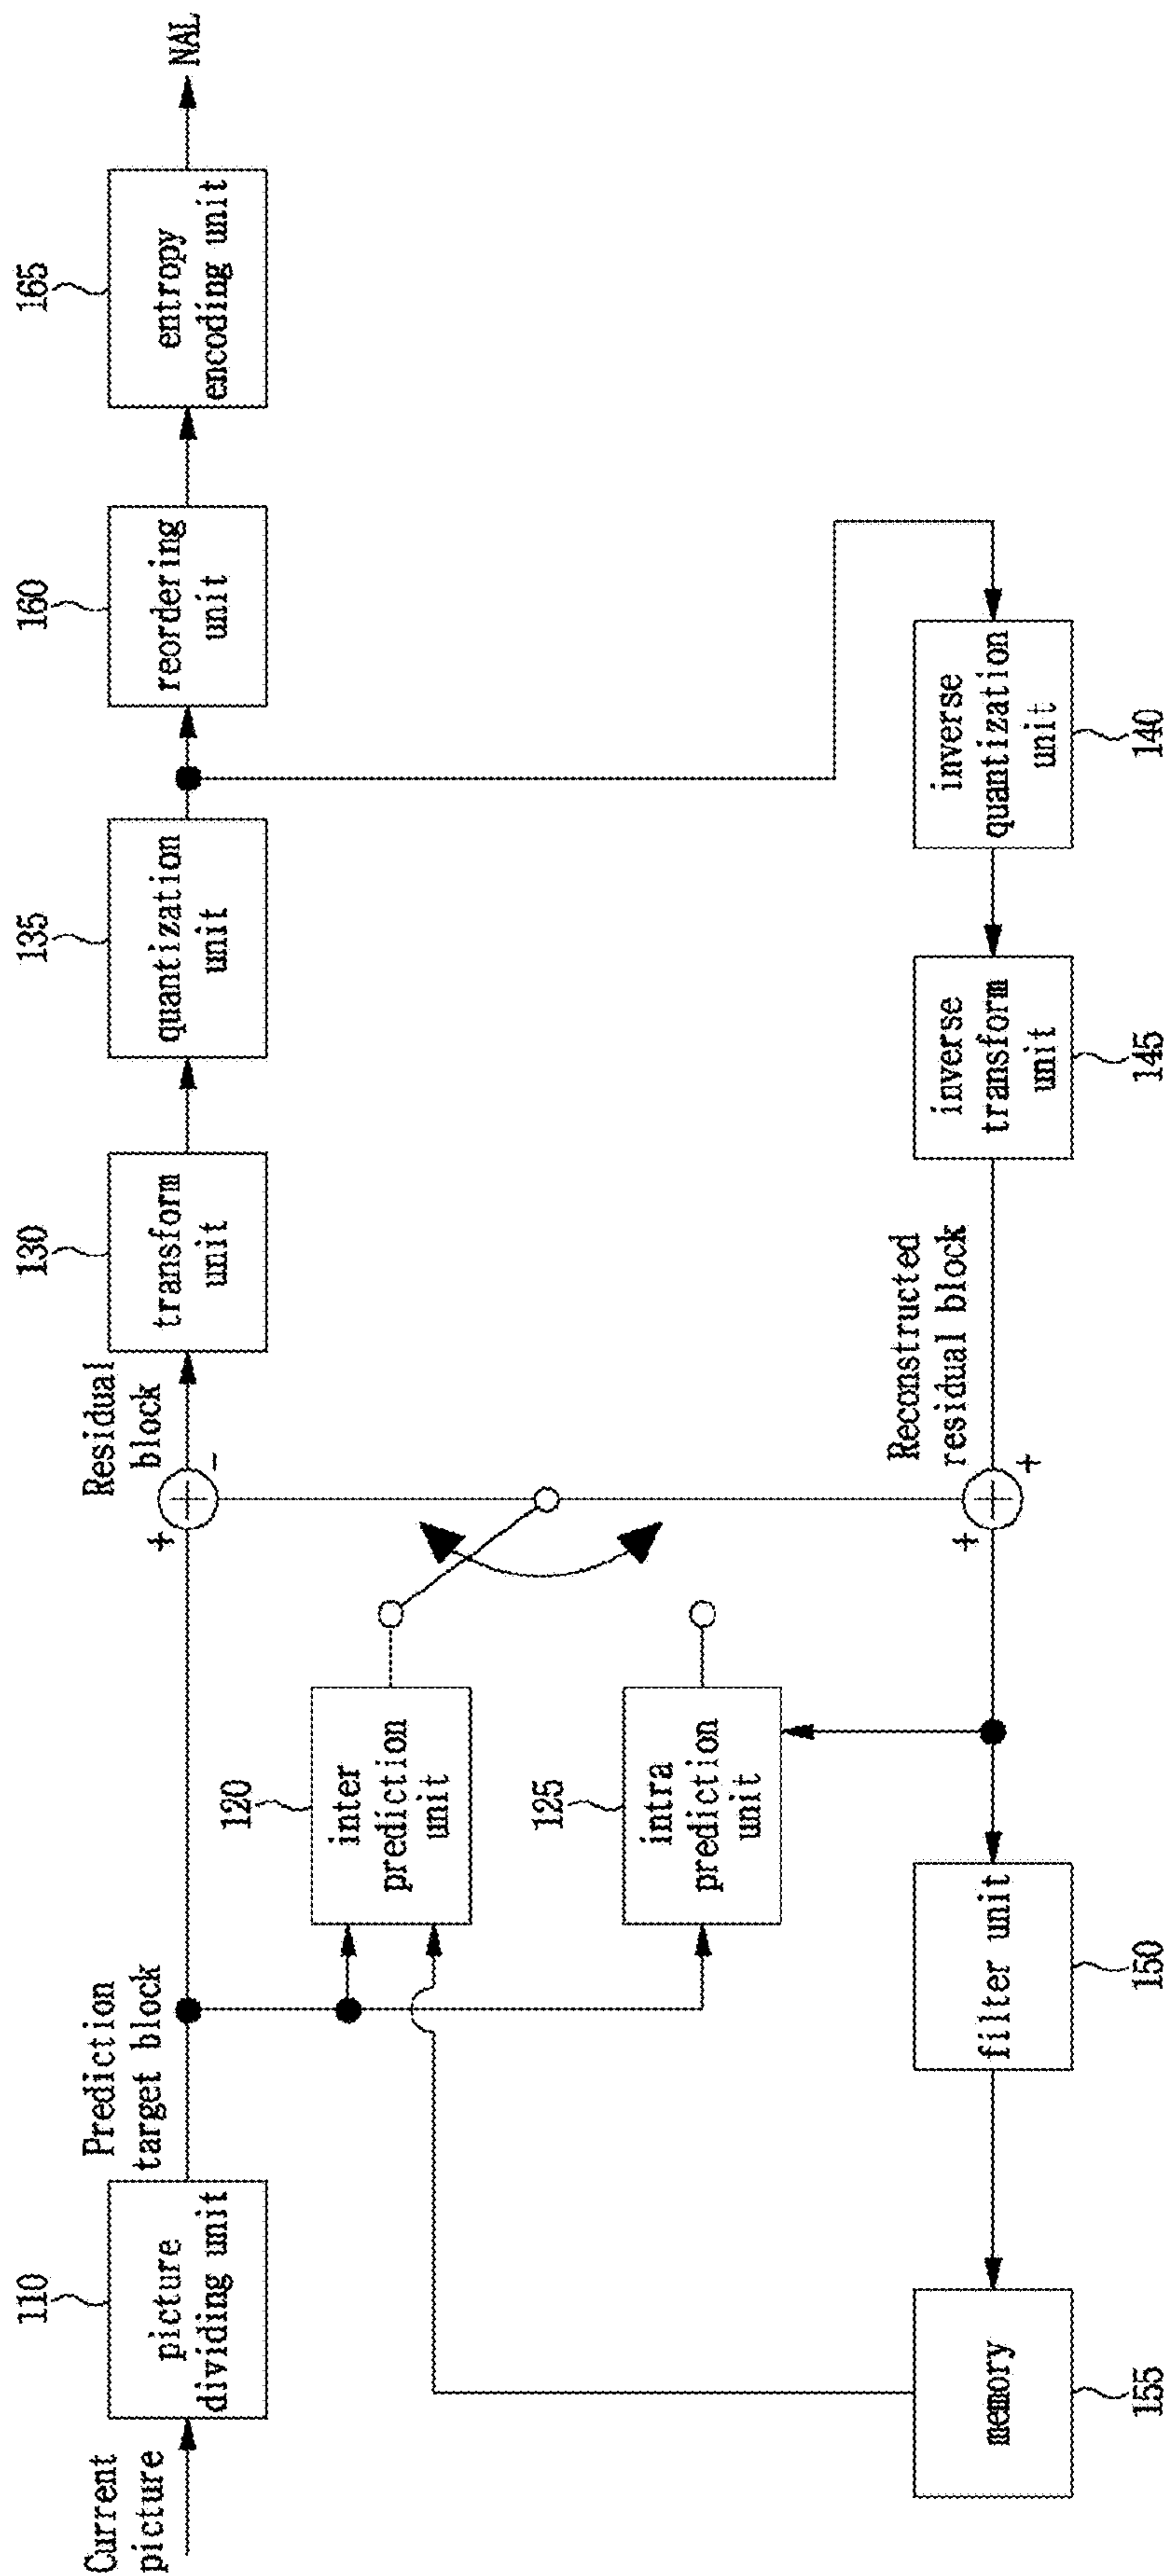 Current
picture
110
picture
dividing unit
Prediction
target block
+
-
Residual
block
130
transform
unit
135
quantization
unit
160
reordering
unit
165
entropy
encoding unit
NAL
120
inter
prediction
unit
125
intra
prediction
unit
155
memory
150
filter unit
+
+
Reconstructed
residual block
145
inverse
transform
unit
140
inverse
quantization
unit